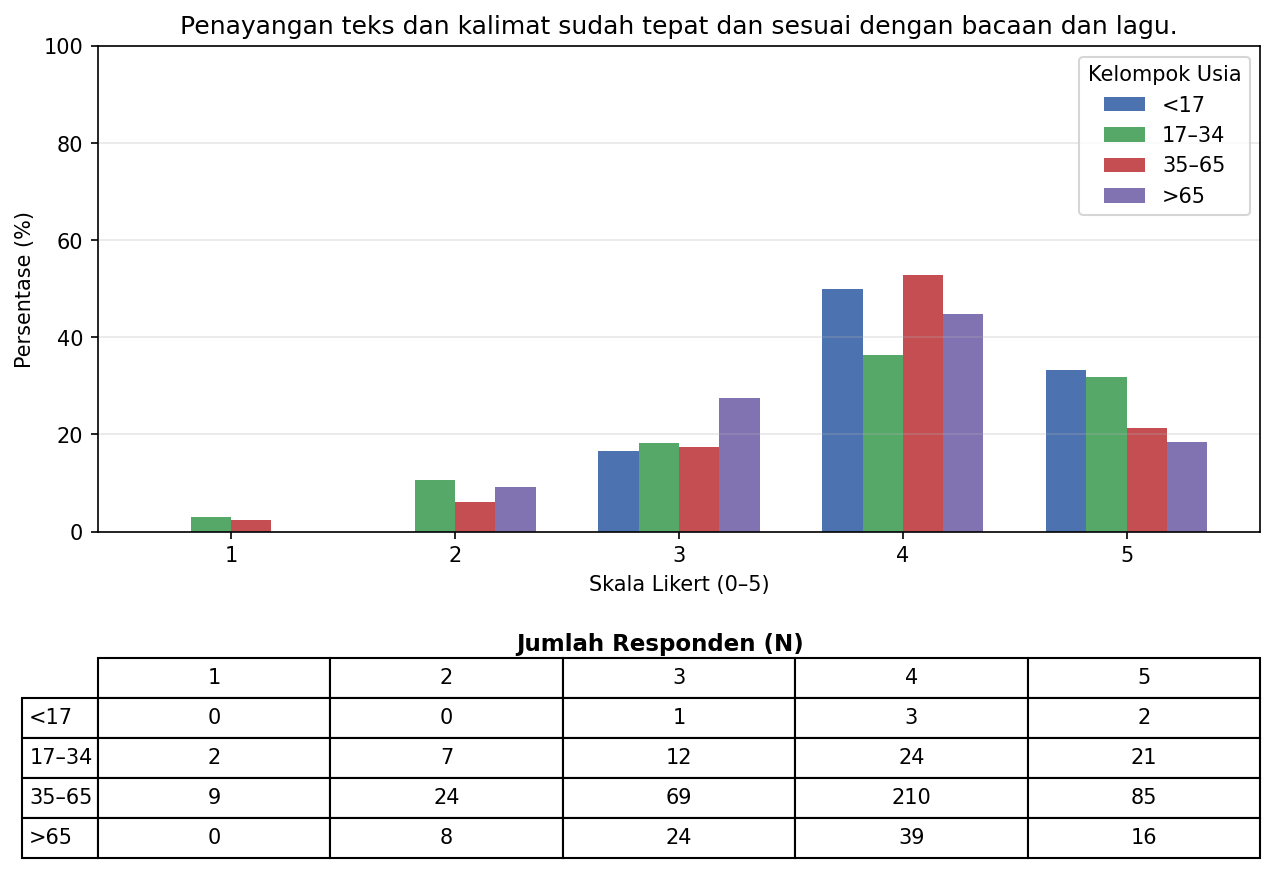 Penayangan teks dan kalimat sudah tepat dan sesuai dengan bacaan dan lagu.
Persentase (%)
100
80
60
40
20
0
Kelompok Usia
<17
17–34
35–65
>65
1 2 3 4 5
Skala Likert (0–5)
Jumlah Responden (N)
1 2 3 4 5
<17 0 0 1 3 2
17–34 2 7 12 24 21
35–65 9 24 69 210 85
>65 0 8 24 39 16